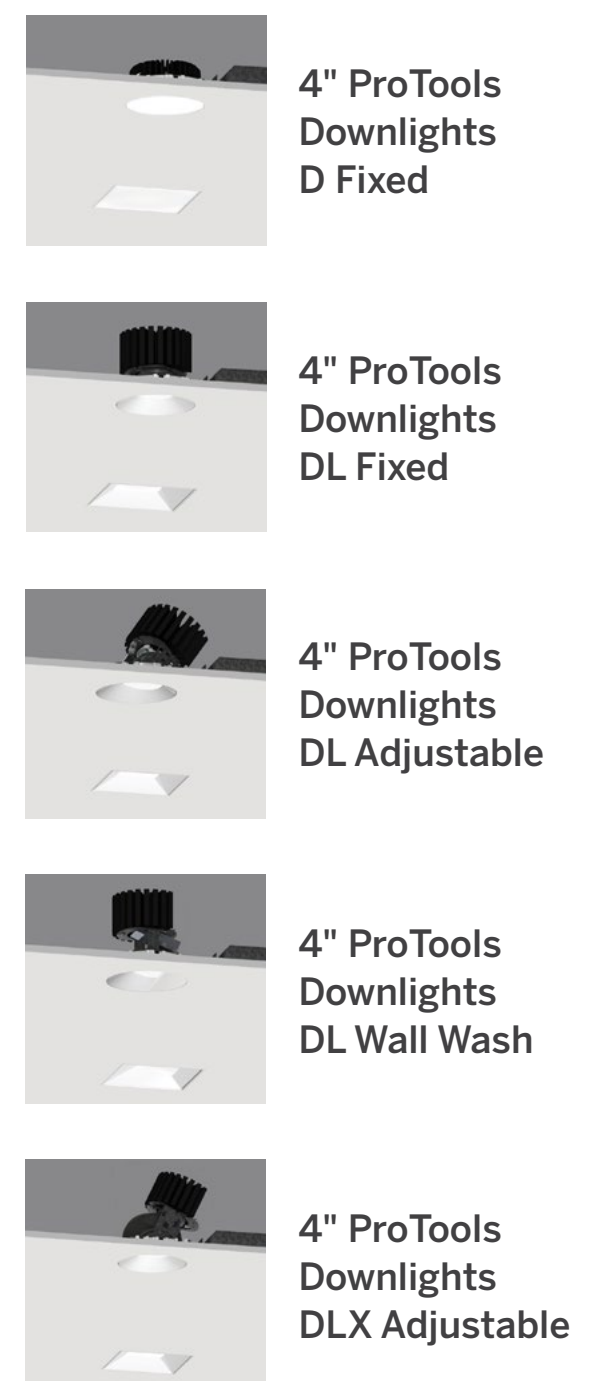 4" ProTools
Downlights
D Fixed
4" ProTools
Downlights
DL Fixed
4" ProTools
Downlights
DL Adjustable
4" ProTools
Downlights
DL Wall Wash
4" ProTools
Downlights
DLX Adjustable